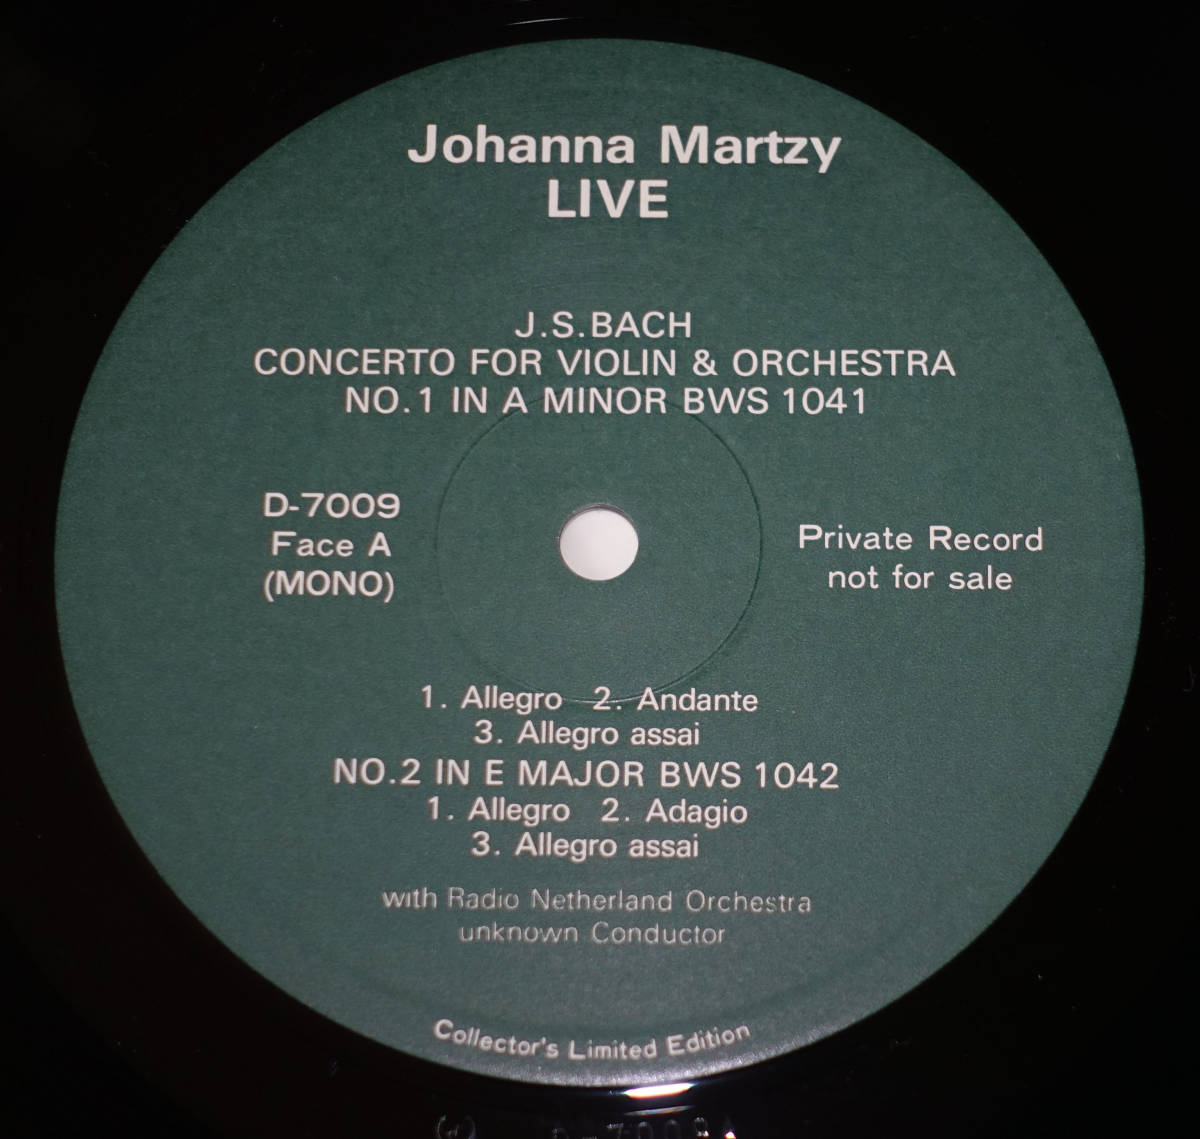 Johanna Martzy
LIVE
J.S.BACH
CONCERTO FOR VIOLIN & ORCHESTRA
NO.1 IN A MINOR BWS 1041
D-7009
Face A
(MONO)
Private Record
not for sale
1. Allegro 2. Andante
3. Allegro assai
NO.2 IN E MAJOR BWS 1042
1. Allegro 2. Adagio
3. Allegro assai
with Radio Netherland Orchestra
unknown Conductor
Collector's Limited Edition